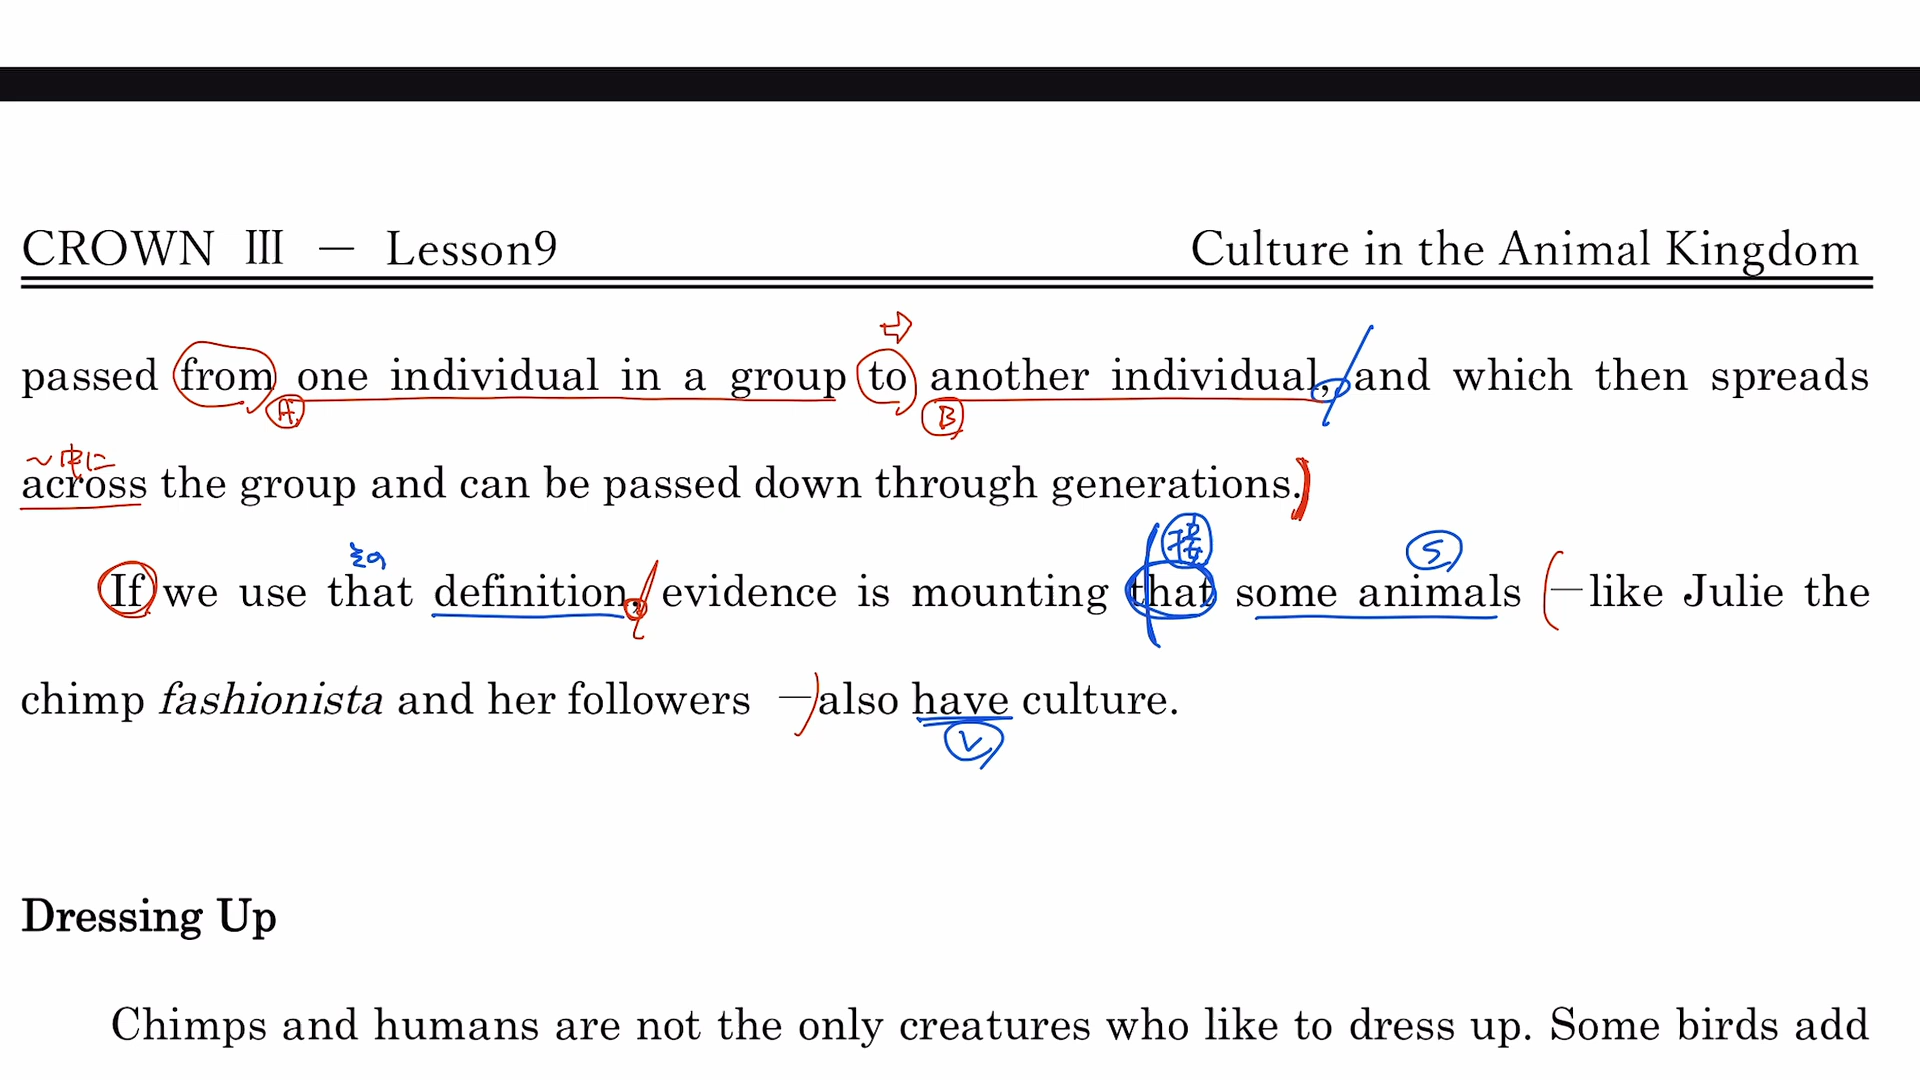 CROWN Ⅲ － Lesson9 Culture in the Animal Kingdom
⇨
passed from one individual in a group to another individual, and which then spreads
A B
～中に
across the group and can be passed down through generations.
その 接 S
If we use that definition, evidence is mounting that some animals —like Julie the
chimp fashionista and her followers —also have culture.
V
Dressing Up
Chimps and humans are not the only creatures who like to dress up. Some birds add